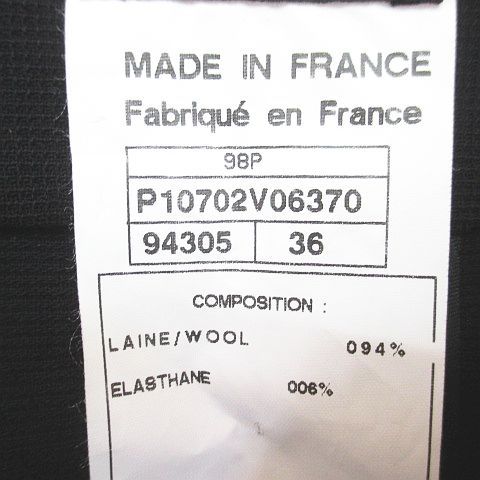 MADE IN FRANCE
Fabriqué en France
98P
P10702V06370
94305 36
COMPOSITION :
LAINE/WOOL 094%
ELASTHANE 006%